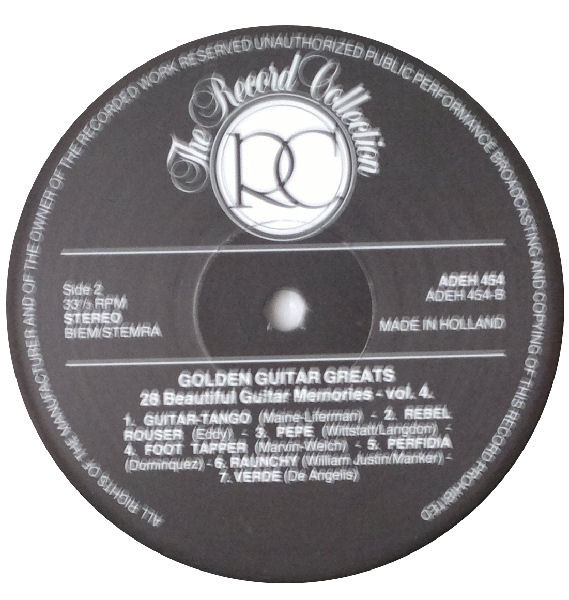 ALL RIGHTS OF THE MANUFACTURER AND OF THE OWNER OF THE RECORDED WORK RESERVED UNAUTHORIZED PUBLIC PERFORMANCE BROADCASTING AND COPYING OF THIS RECORD PROHIBITED
The Record Collection
RC
Side 2
33⅓ RPM
STEREO
BIEM/STEMRA
ADEH 454
ADEH 454-B
MADE IN HOLLAND
GOLDEN GUITAR GREATS
28 Beautiful Guitar Memories - vol. 4.
1. GUITAR-TANGO (Maine-Liferman) - 2. REBEL
ROUSER (Eddy) - 3. PEPE (Wittstatt/Langdon) -
4. FOOT TAPPER (Marvin-Welch) - 5. PERFIDIA
(Dominquez) - 6. RAUNCHY (William Justin/Manker) -
7. VERDE (De Angelis)